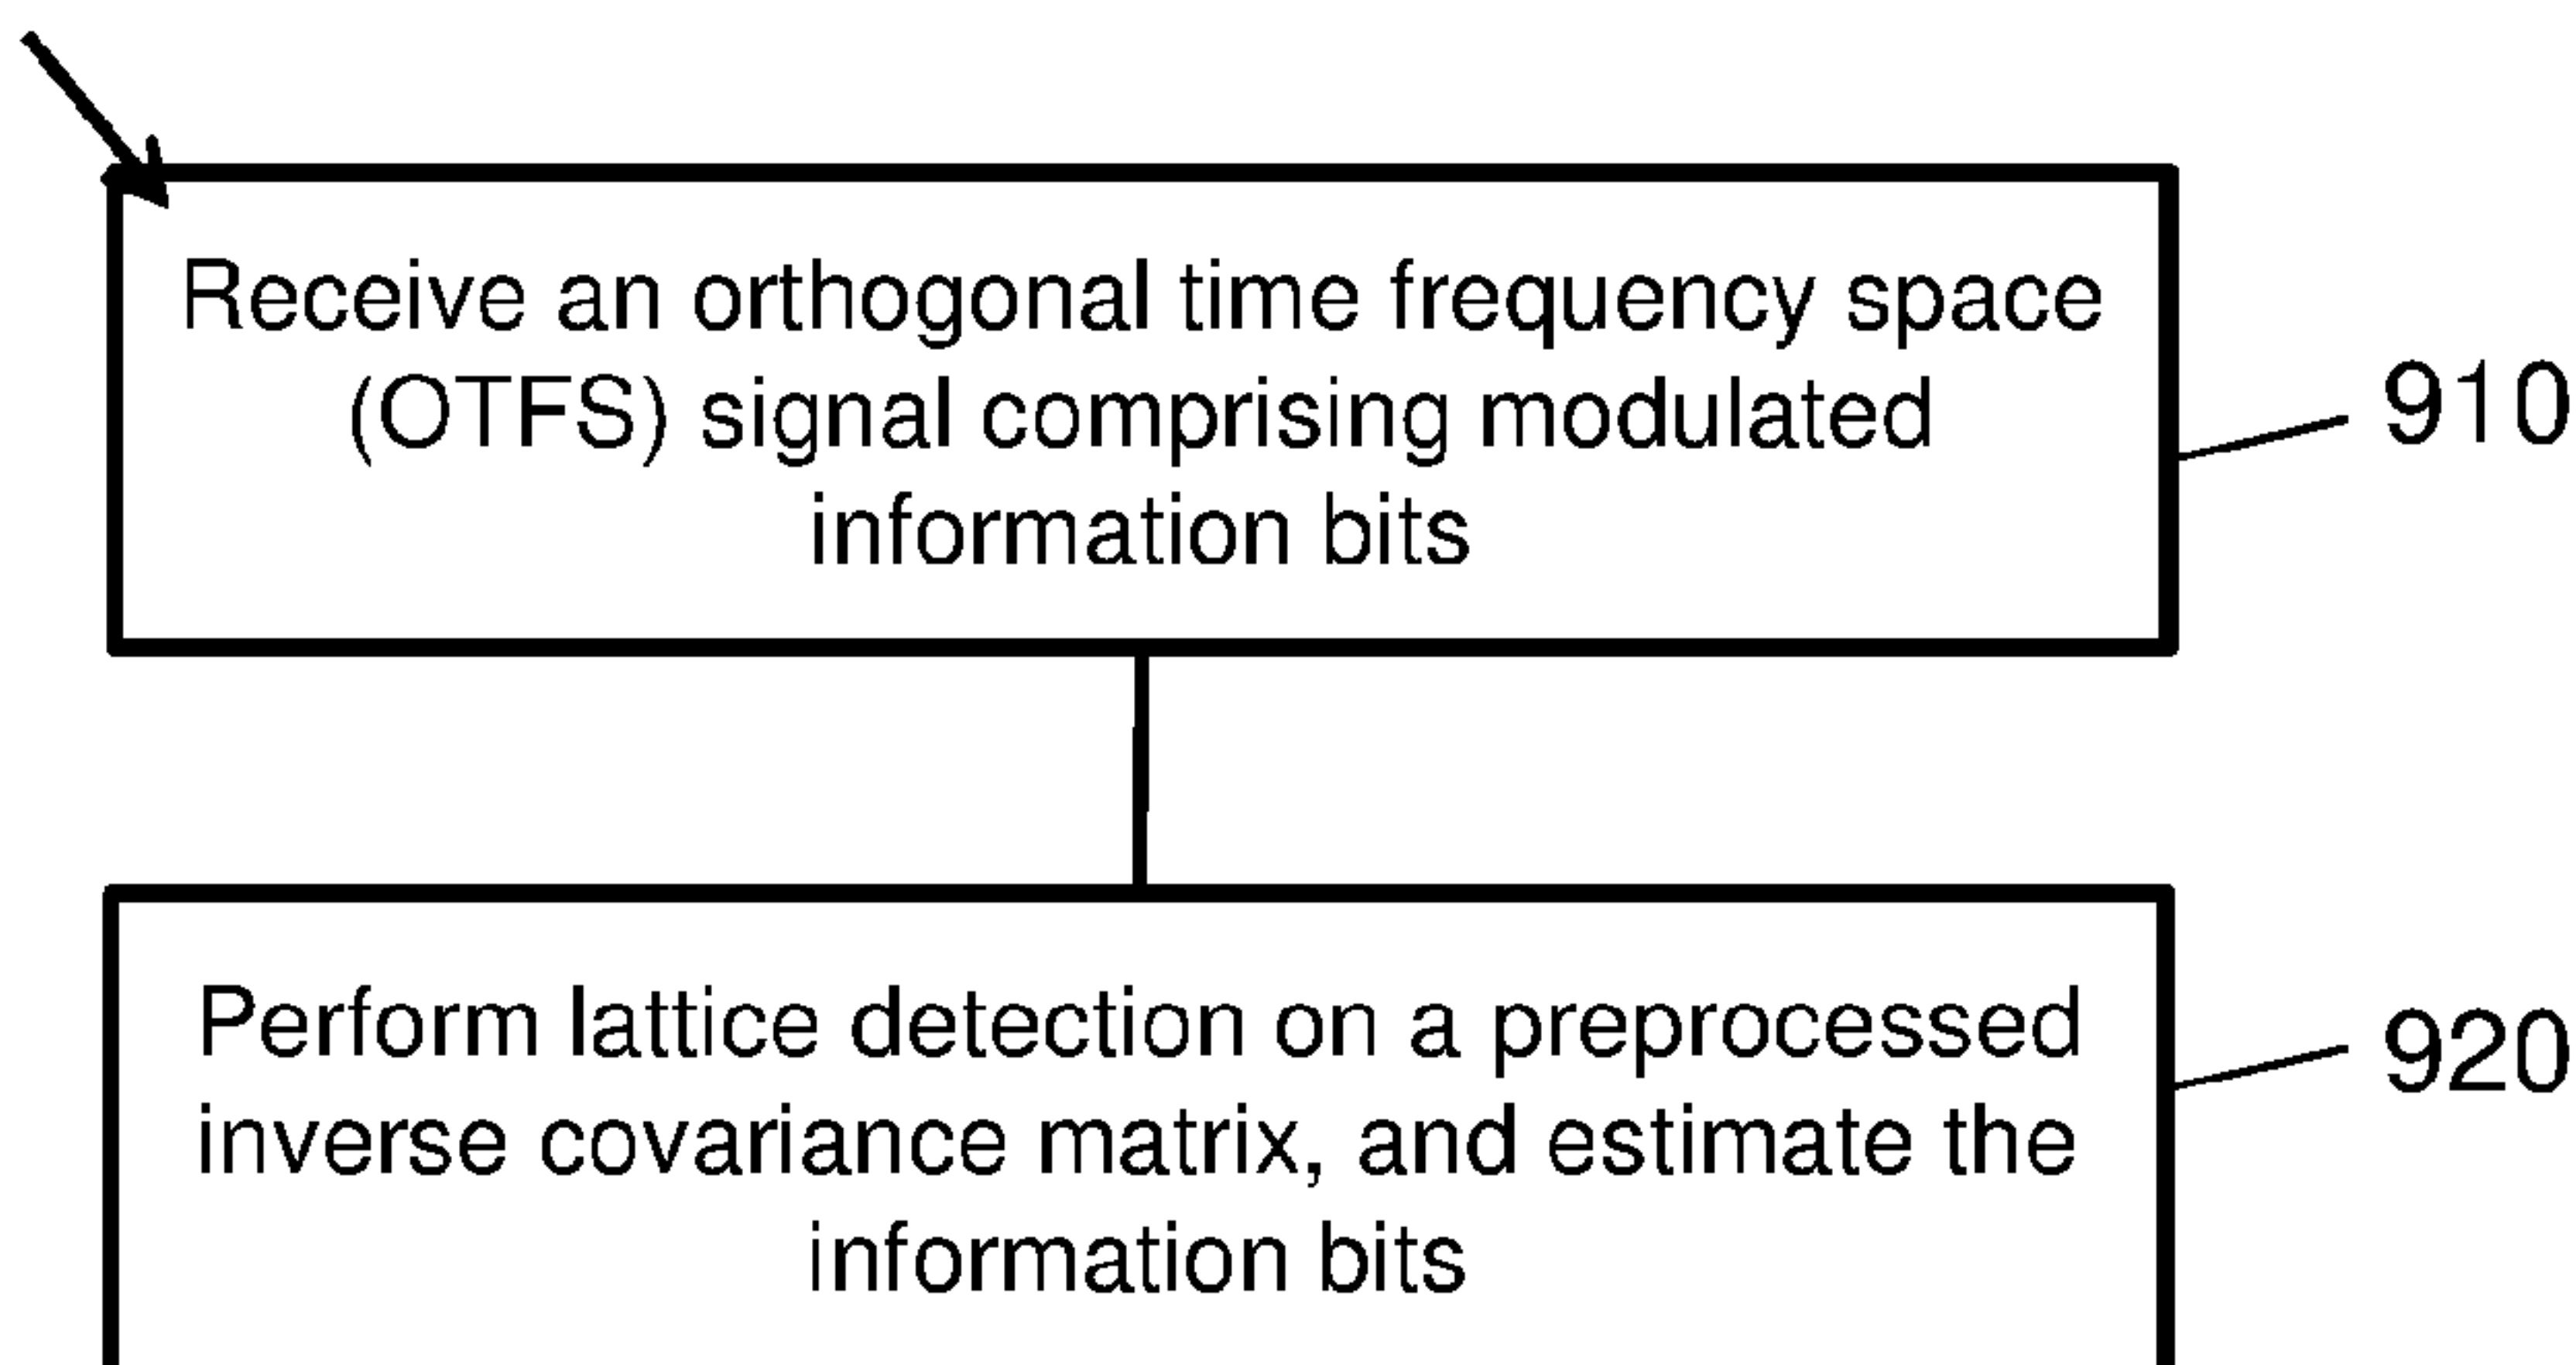 Receive an orthogonal time frequency space
(OTFS) signal comprising modulated
information bits
910
Perform lattice detection on a preprocessed
inverse covariance matrix, and estimate the
information bits
920